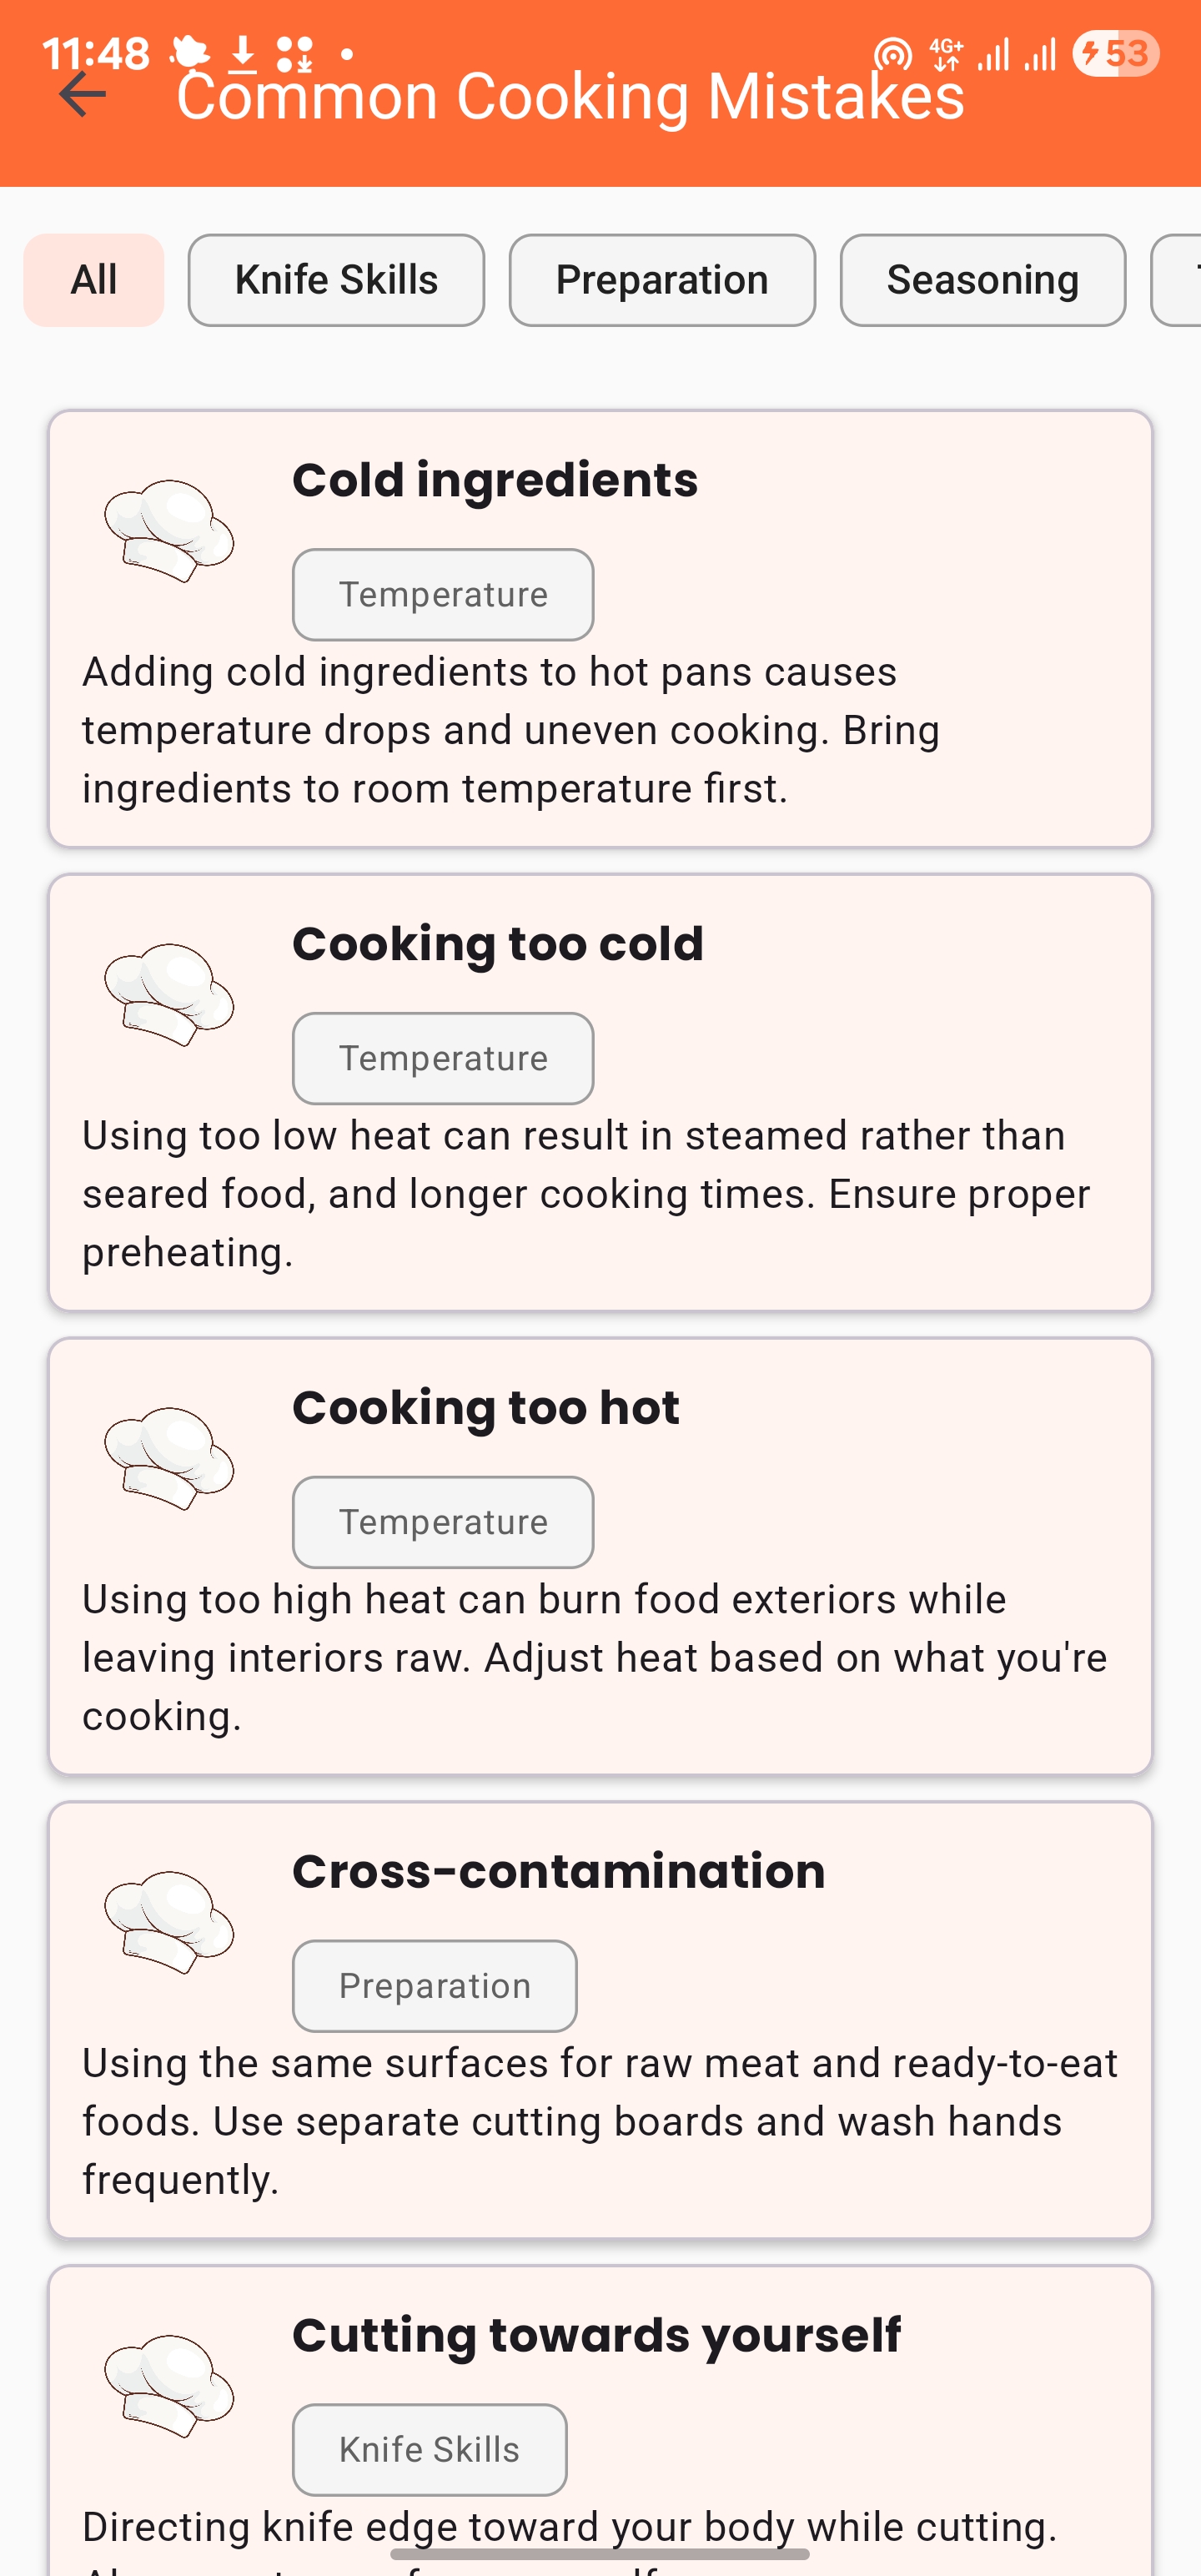 11:48
4G+
53
Common Cooking Mistakes
All
Knife Skills
Preparation
Seasoning
Cold ingredients
Temperature
Adding cold ingredients to hot pans causes
temperature drops and uneven cooking. Bring
ingredients to room temperature first.
Cooking too cold
Temperature
Using too low heat can result in steamed rather than
seared food, and longer cooking times. Ensure proper
preheating.
Cooking too hot
Temperature
Using too high heat can burn food exteriors while
leaving interiors raw. Adjust heat based on what you're
cooking.
Cross-contamination
Preparation
Using the same surfaces for raw meat and ready-to-eat
foods. Use separate cutting boards and wash hands
frequently.
Cutting towards yourself
Knife Skills
Directing knife edge toward your body while cutting.